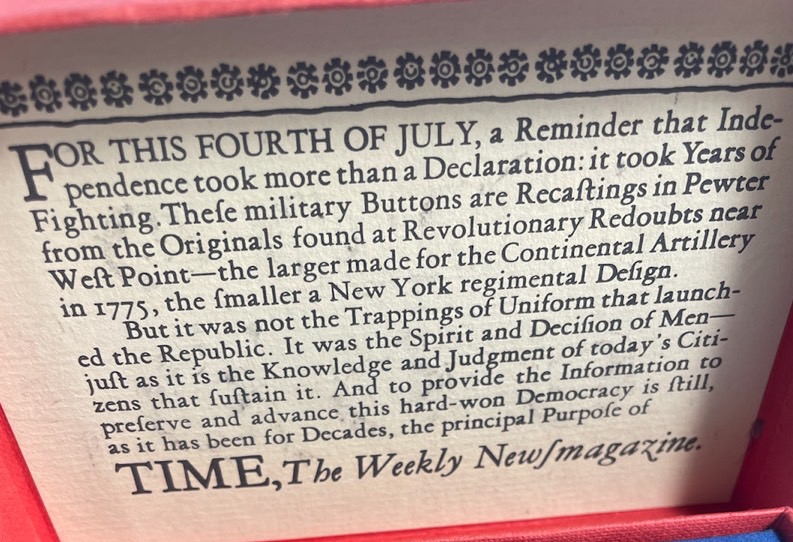 FOR THIS FOURTH OF JULY, a Reminder that Inde-
pendence took more than a Declaration: it took Years of
Fighting. Theſe military Buttons are Recaſtings in Pewter
from the Originals found at Revolutionary Redoubts near
Weſt Point—the larger made for the Continental Artillery
in 1775, the ſmaller a New York regimental Deſign.
But it was not the Trappings of Uniform that launch-
ed the Republic. It was the Spirit and Deciſion of Men—
juſt as it is the Knowledge and Judgment of today's Citi-
zens that ſuſtain it. And to provide the Information to
preſerve and advance this hard-won Democracy is ſtill,
as it has been for Decades, the principal Purpoſe of
TIME, The Weekly Newſmagazine.